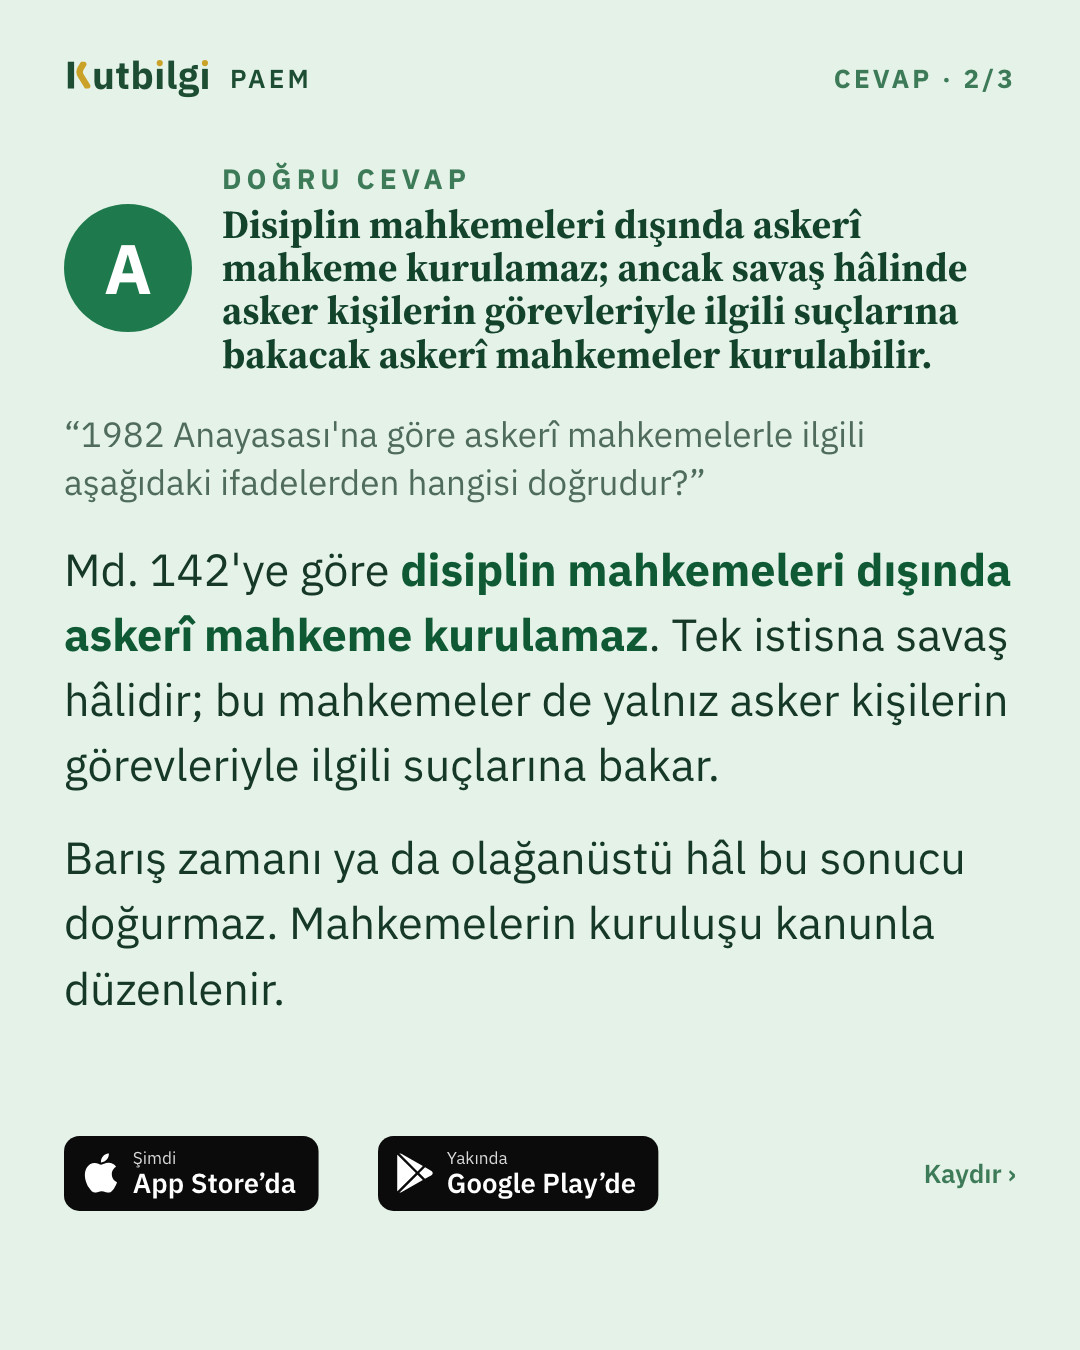 Kutbilgi PAEM
CEVAP · 2/3
DOĞRU CEVAP
A
Disiplin mahkemeleri dışında askerî
mahkeme kurulamaz; ancak savaş hâlinde
asker kişilerin görevleriyle ilgili suçlarına
bakacak askerî mahkemeler kurulabilir.
“1982 Anayasası'na göre askerî mahkemelerle ilgili
aşağıdaki ifadelerden hangisi doğrudur?”
Md. 142'ye göre disiplin mahkemeleri dışında
askerî mahkeme kurulamaz. Tek istisna savaş
hâlidir; bu mahkemeler de yalnız asker kişilerin
görevleriyle ilgili suçlarına bakar.
Barış zamanı ya da olağanüstü hâl bu sonucu
doğurmaz. Mahkemelerin kuruluşu kanunla
düzenlenir.
Şimdi
App Store’da
Yakında
Google Play’de
Kaydır ›